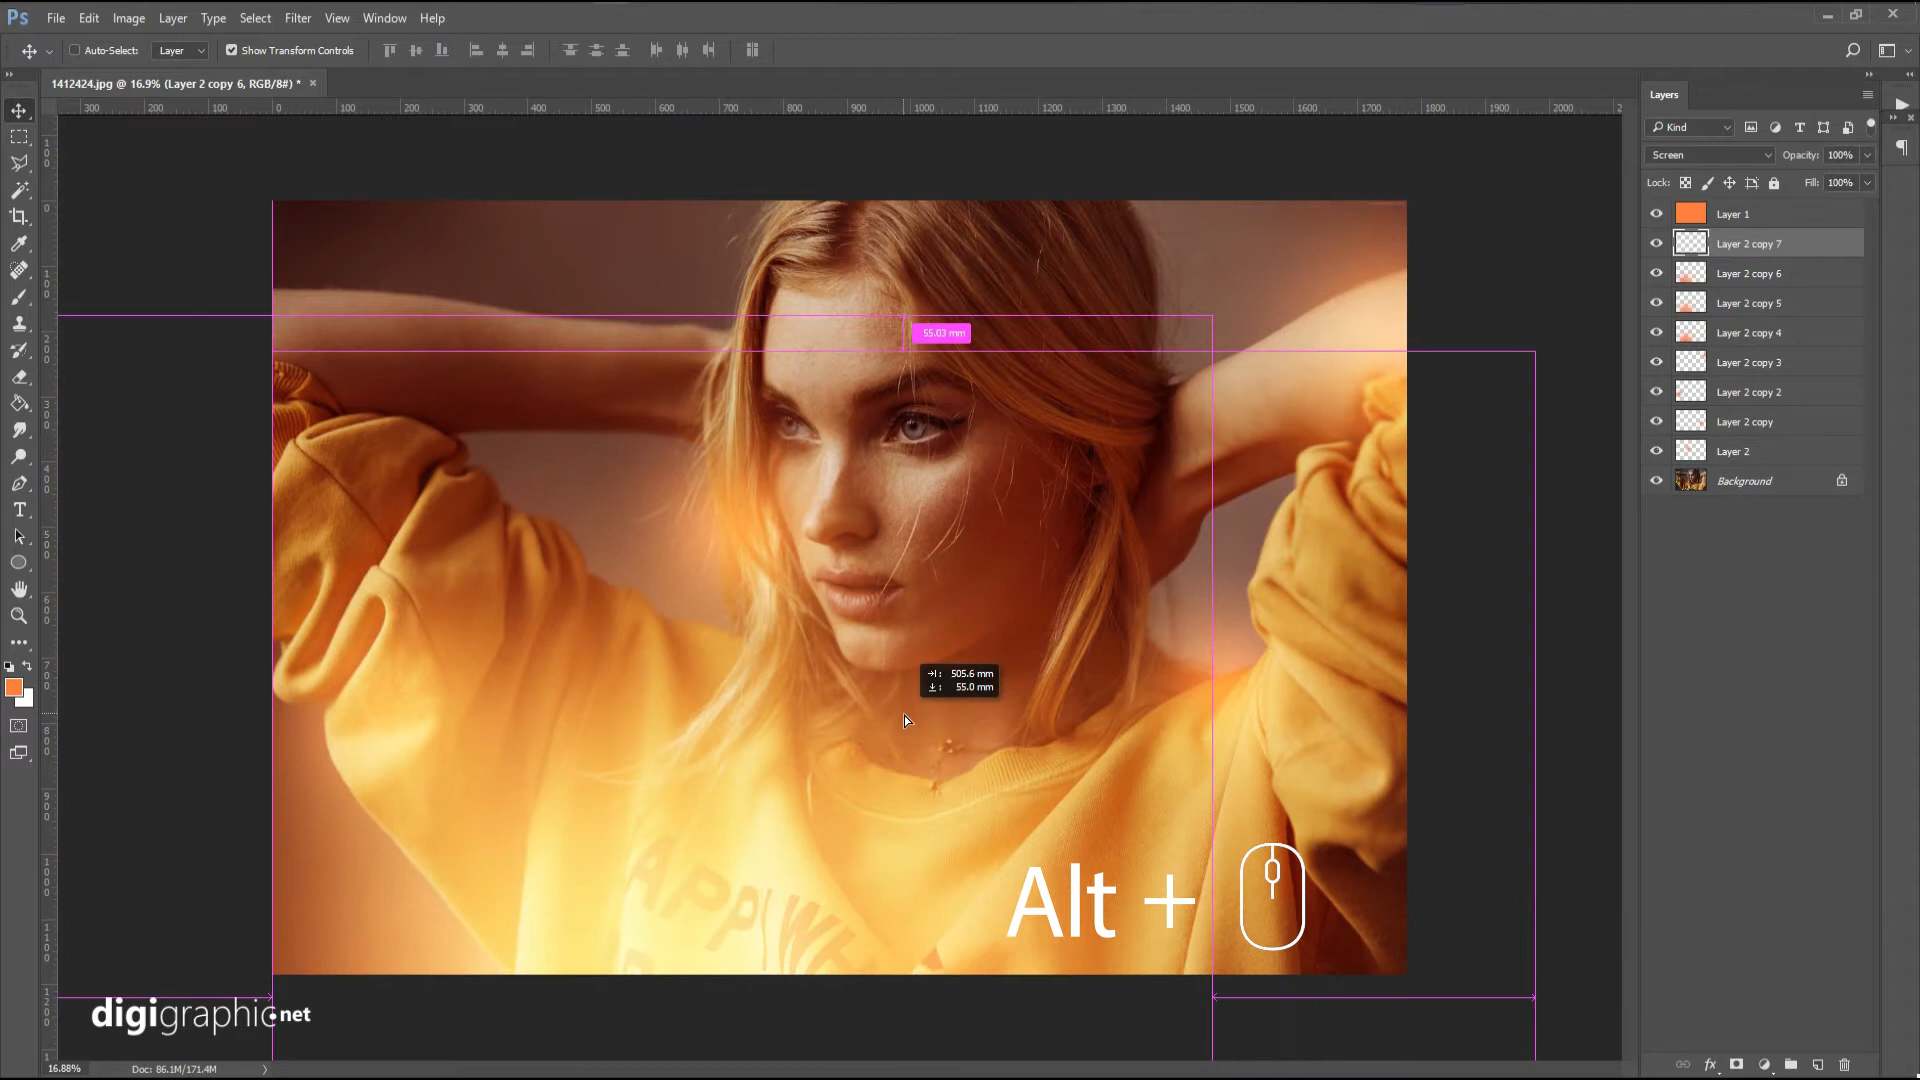 Ps File Edit Image Layer Type Select Filter View Window Help
Auto-Select: Layer Show Transform Controls
1412424.jpg @ 16.9% (Layer 2 copy 6, RGB/8#) * ×
300 200 100 0 100 200 300 400 500 600 700 800 900 1000 1100 1200 1300 1400 1500 1600 1700 1800 1900 2000 2
Layers
Kind
Screen Opacity: 100%
Lock: Fill: 100%
Layer 1
Layer 2 copy 7
Layer 2 copy 6
Layer 2 copy 5
Layer 2 copy 4
Layer 2 copy 3
Layer 2 copy 2
Layer 2 copy
Layer 2
Background
55.03 mm
505.6 mm
55.0 mm
Alt +
digigraphic.net
16.88% Doc: 86.1M/171.4M